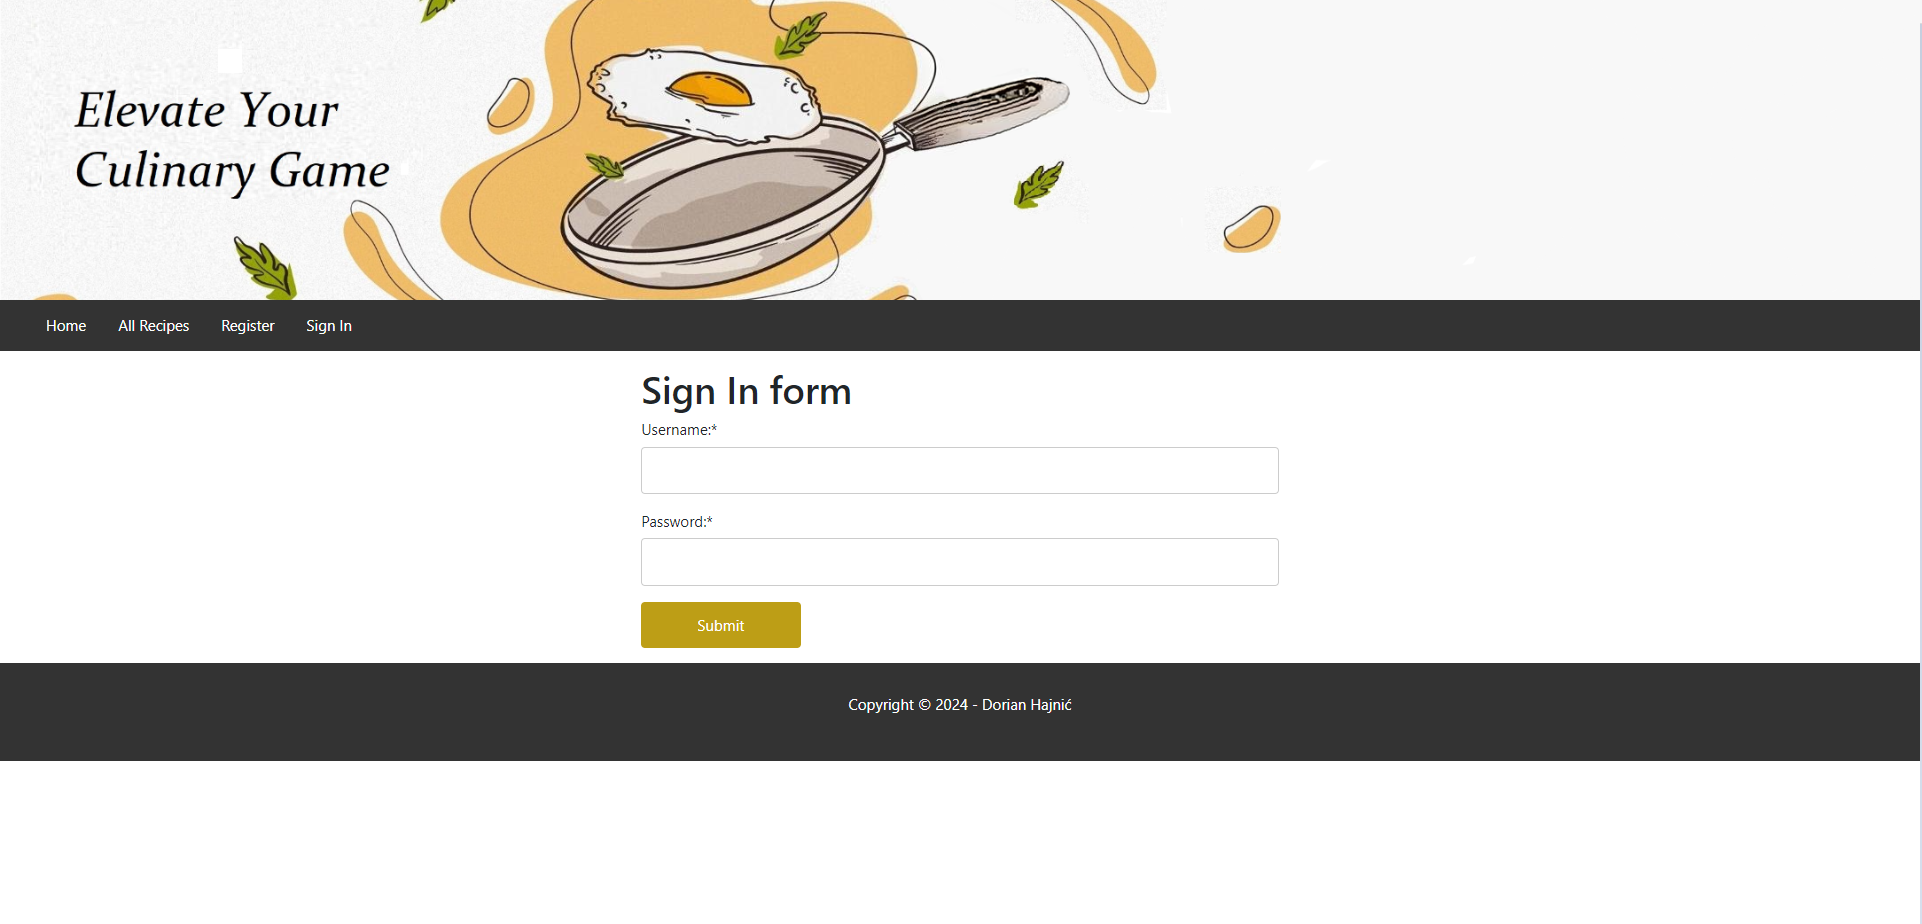 Elevate Your
Culinary Game
Home All Recipes Register Sign In
Sign In form
Username:*
Password:*
Submit
Copyright © 2024 - Dorian Hajnić